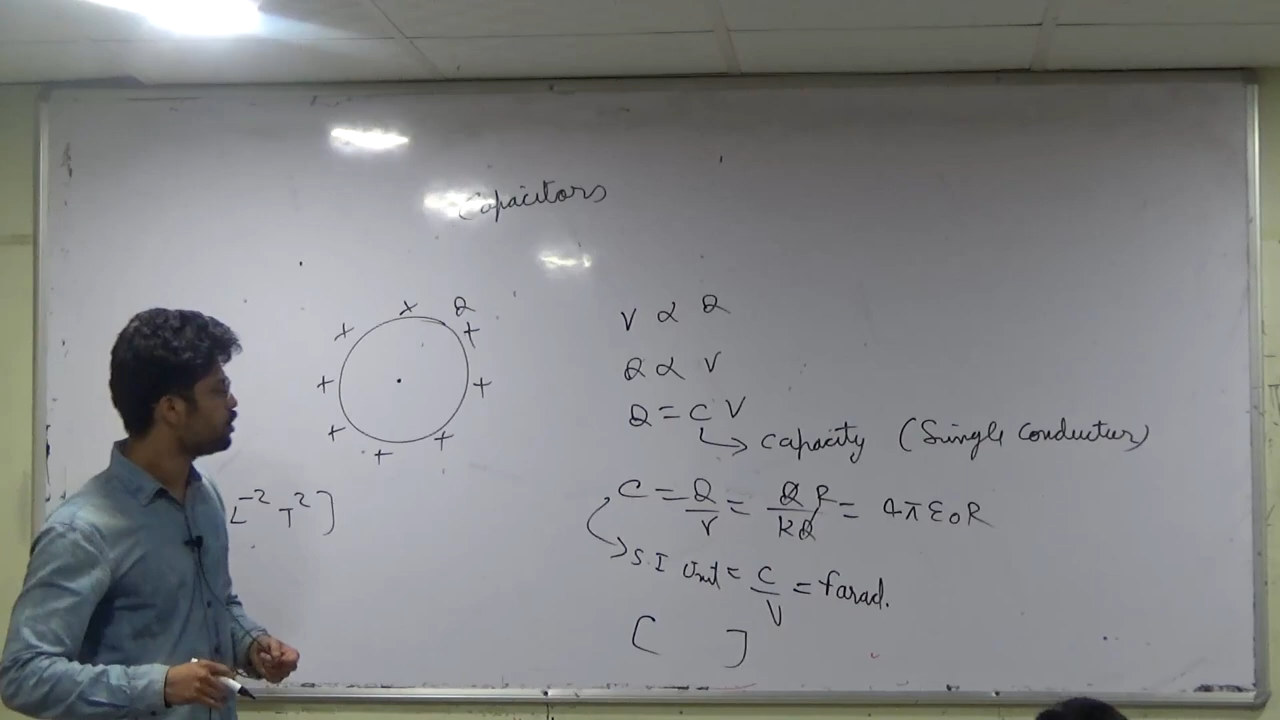 Capacitors
+ + + + + + + + + Q
V α Q
Q α V
Q = C V
→ Capacity (Single Conductor)
C = Q/V = QR/kQ = 4πε₀R
→ S.I Unit = C/V = farad.
[ ]
L⁻² T²]